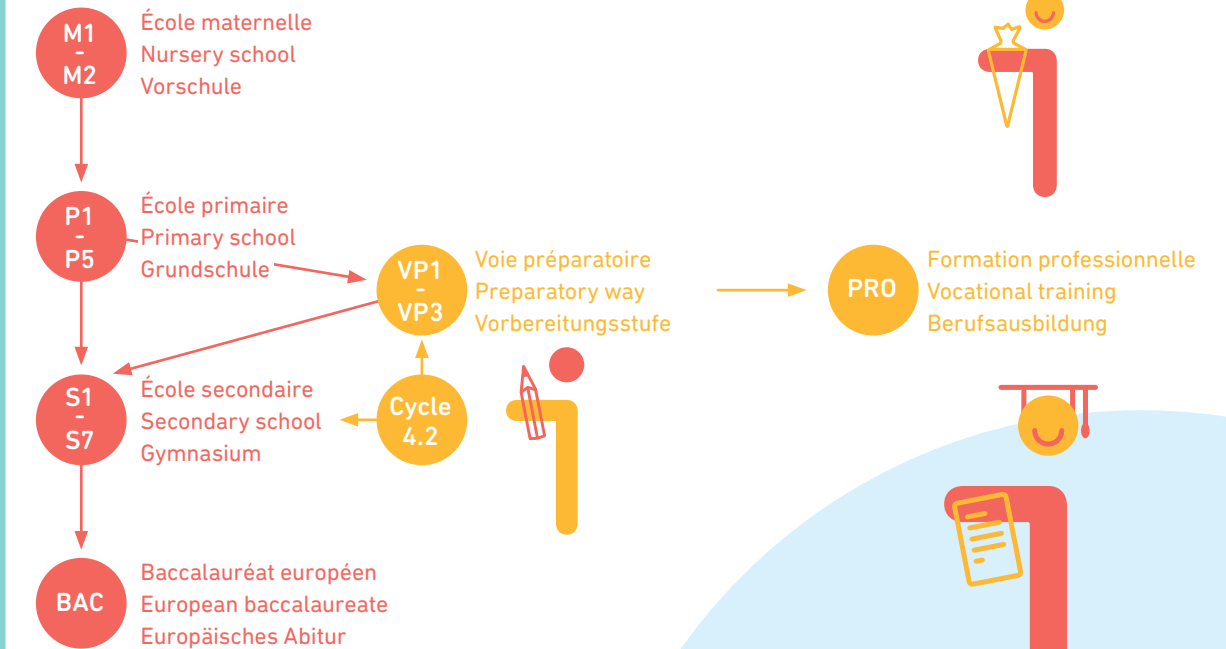 M1
-
M2
École maternelle
Nursery school
Vorschule
P1
-
P5
École primaire
Primary school
Grundschule
VP1
-
VP3
Voie préparatoire
Preparatory way
Vorbereitungsstufe
PRO
Formation professionnelle
Vocational training
Berufsausbildung
S1
-
S7
École secondaire
Secondary school
Gymnasium
Cycle
4.2
BAC
Baccalauréat européen
European baccalaureate
Europäisches Abitur